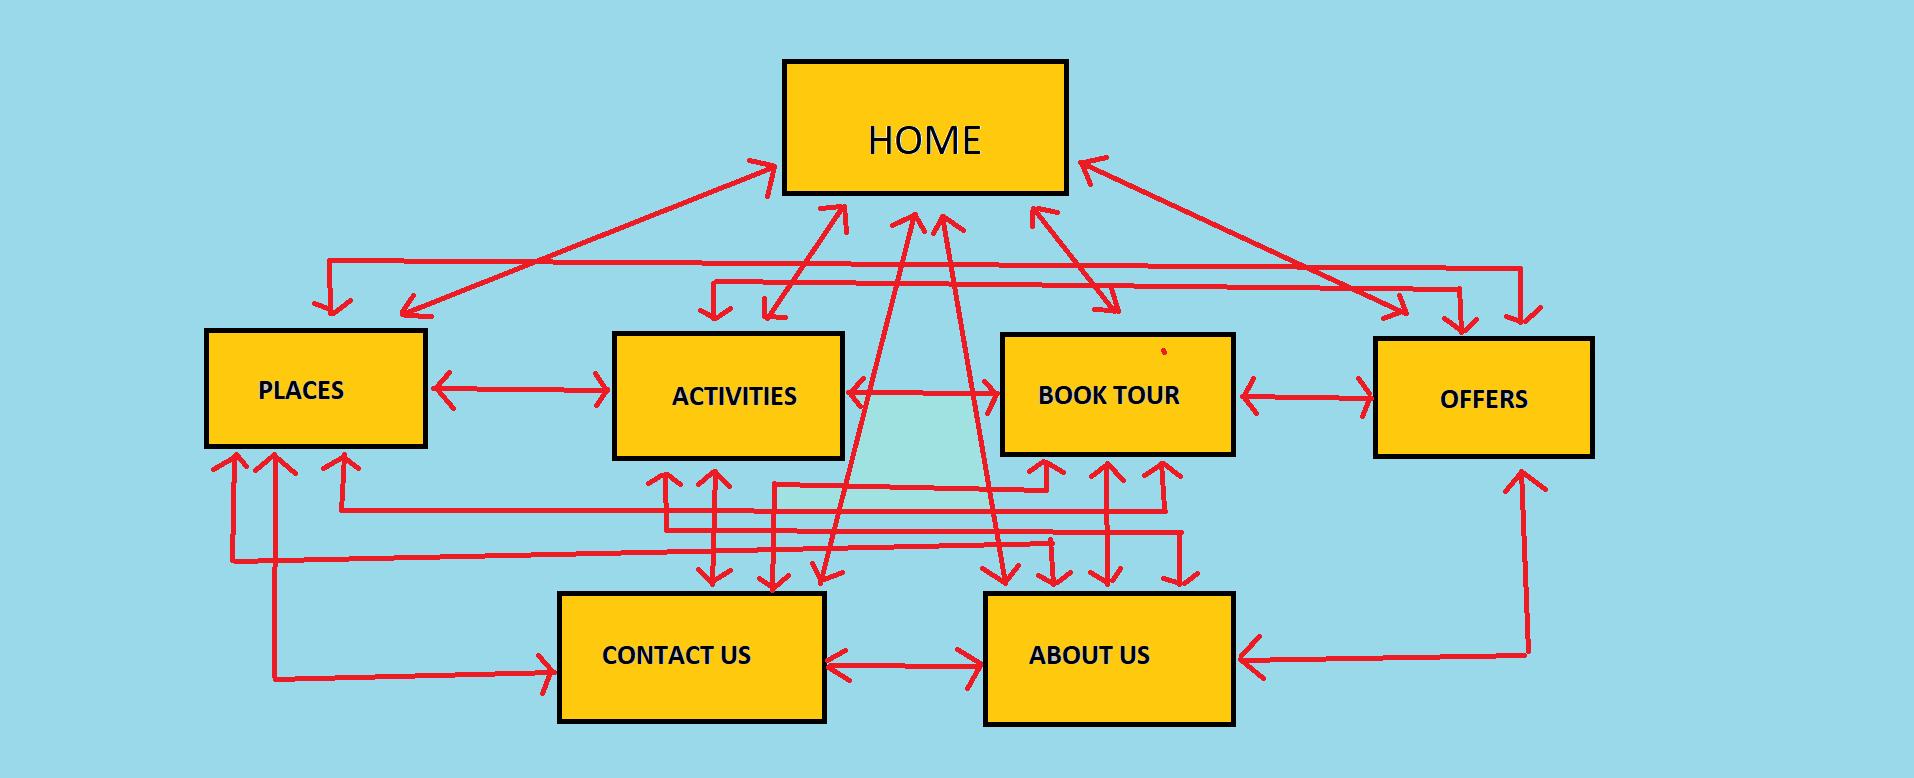 HOME
PLACES
ACTIVITIES
BOOK TOUR
OFFERS
CONTACT US
ABOUT US